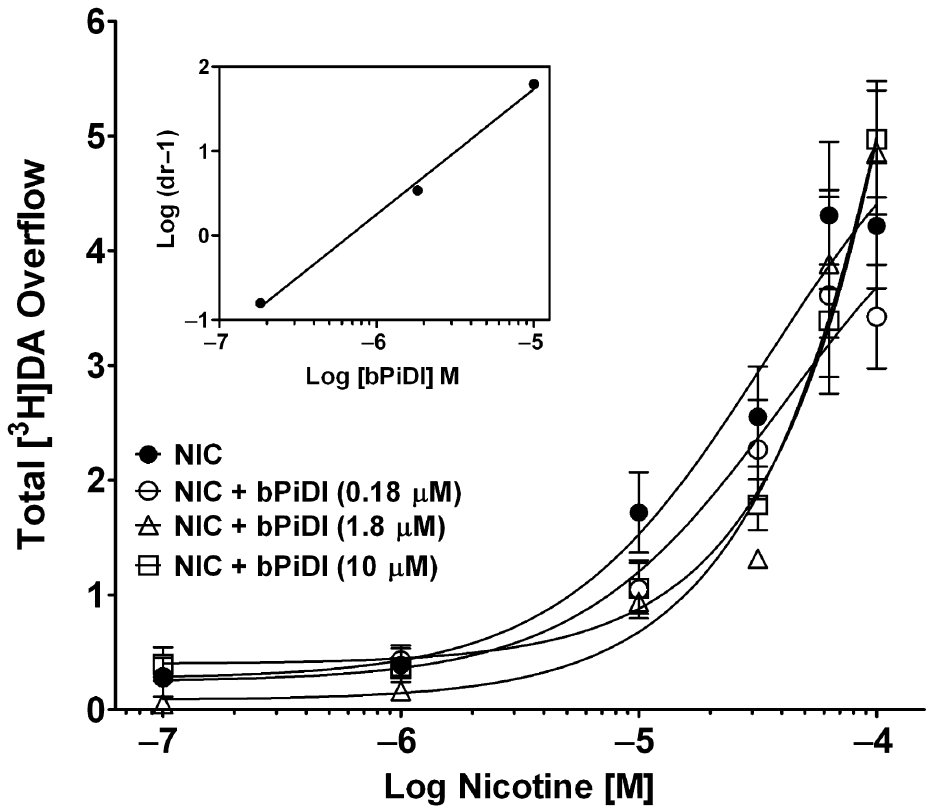 6
5
4
3
2
1
0
Total [³H]DA Overflow
2
1
0
–1
Log (dr–1)
–7 –6 –5
Log [bPiDI] M
NIC
NIC + bPiDI (0.18 µM)
NIC + bPiDI (1.8 µM)
NIC + bPiDI (10 µM)
–7 –6 –5 –4
Log Nicotine [M]